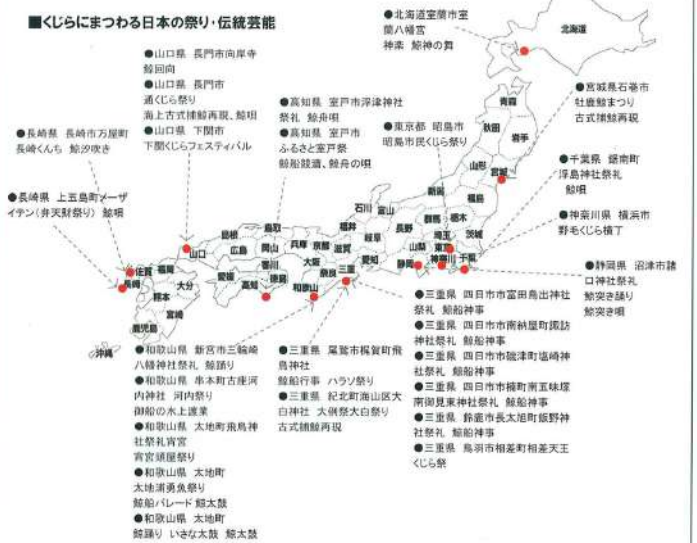 ■くじらにまつわる日本の祭り・伝統芸能
●北海道室蘭市室
蘭八幡宮
神楽 鯨神の舞
●山口県 長門市向岸寺
鯨回向
●山口県 長門市
通くじら祭り
海上古式捕鯨再現、鯨唄
●山口県 下関市
下関くじらフェスティバル
●長崎県 長崎市万屋町
長崎くんち 鯨汐吹き
●長崎県 上五島町メーザ
イテン(弁天財祭り) 鯨唄
●高知県 室戸市浮津神社
祭礼 鯨舟唄
●高知県 室戸市
ふるさと室戸祭
鯨船競漕、鯨舟の唄
●東京都 昭島市
昭島市民くじら祭り
●宮城県石巻市
牡鹿鯨まつり
古式捕鯨再現
●千葉県 鋸南町
浮島神社祭礼
鯨唄
●神奈川県 横浜市
野毛くじら横丁
●静岡県 沼津市諸
口神社祭礼
鯨突き踊り
鯨突き唄
●和歌山県 新宮市三輪崎
八幡神社祭礼 鯨踊り
●和歌山県 串本町古座河
内神社 河内祭り
御船の水上渡業
●和歌山県 太地町飛鳥神
社祭礼宵宮
宵宮頭屋祭り
●和歌山県 太地町
太地浦勇魚祭り
鯨船パレード 鯨太鼓
●和歌山県 太地町
鯨踊り いさな太鼓 鯨太鼓
●三重県 尾鷲市梶賀町飛
鳥神社
鯨船行事 ハラソ祭り
●三重県 紀北町海山区大
白神社 大例祭大白祭り
古式捕鯨再現
●三重県 四日市市富田鳥出神社
祭礼 鯨船神事
●三重県 四日市市南納屋町諏訪
神社祭礼 鯨船神事
●三重県 四日市市磯津町塩崎神
社祭礼 鯨船神事
●三重県 四日市市楠町南五味塚
南御見束神社祭礼 鯨船神事
●三重県 鈴鹿市長太旭町飯野神
社祭礼 鯨船神事
●三重県 鳥羽市相差町相差天王
くじら祭
北海道
青森
秋田
岩手
山形
宮城
福島
新潟
群馬
栃木
茨城
埼玉
東京
千葉
神奈川
山梨
長野
静岡
愛知
岐阜
富山
石川
福井
滋賀
三重
京都
奈良
大阪
和歌山
兵庫
鳥取
岡山
島根
広島
山口
香川
徳島
愛媛
高知
福岡
佐賀
長崎
大分
熊本
宮崎
鹿児島
沖縄